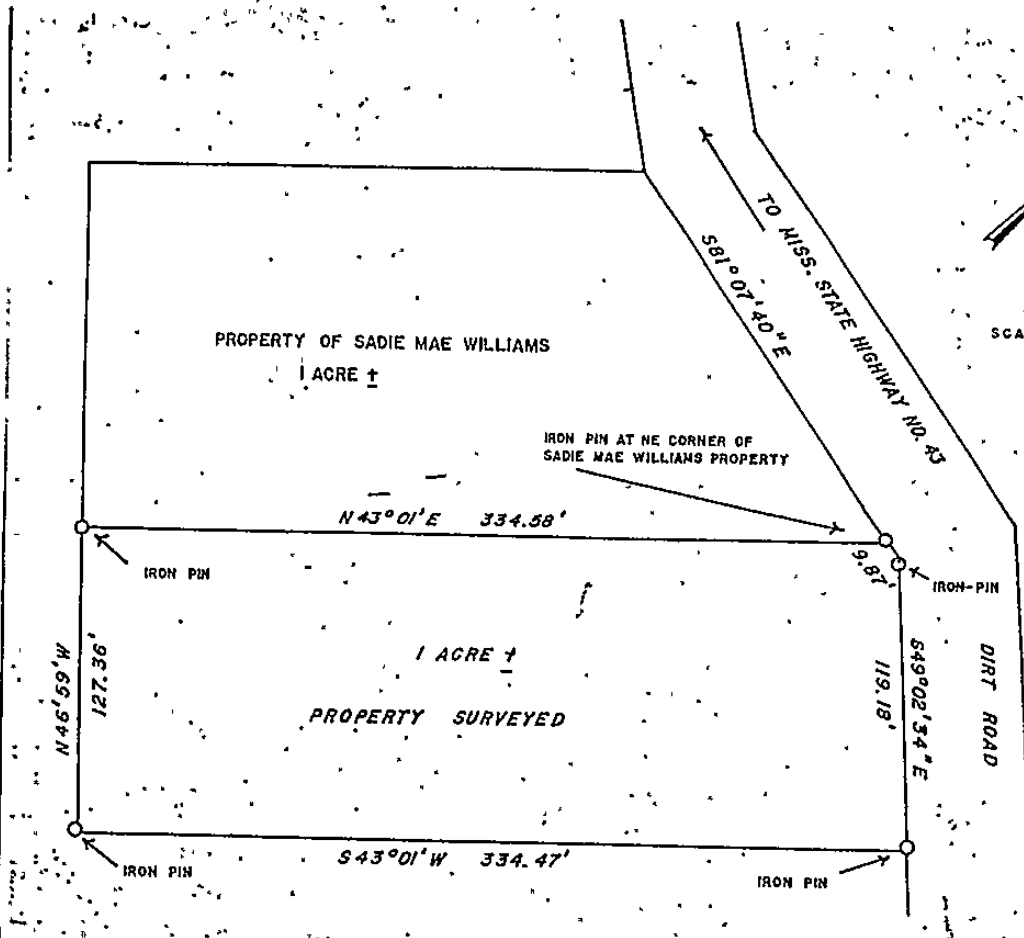 TO MISS. STATE HIGHWAY NO. 43
S81°07'40"E
SCA
PROPERTY OF SADIE MAE WILLIAMS
1 ACRE ±
IRON PIN AT NE CORNER OF
SADIE MAE WILLIAMS PROPERTY
N43°01'E 334.58'
9.87'
IRON PIN
IRON-PIN
N46°59'W
127.36'
1 ACRE ±
PROPERTY SURVEYED
119.18'
S49°02'34"E
DIRT ROAD
S43°01'W 334.47'
IRON PIN
IRON PIN